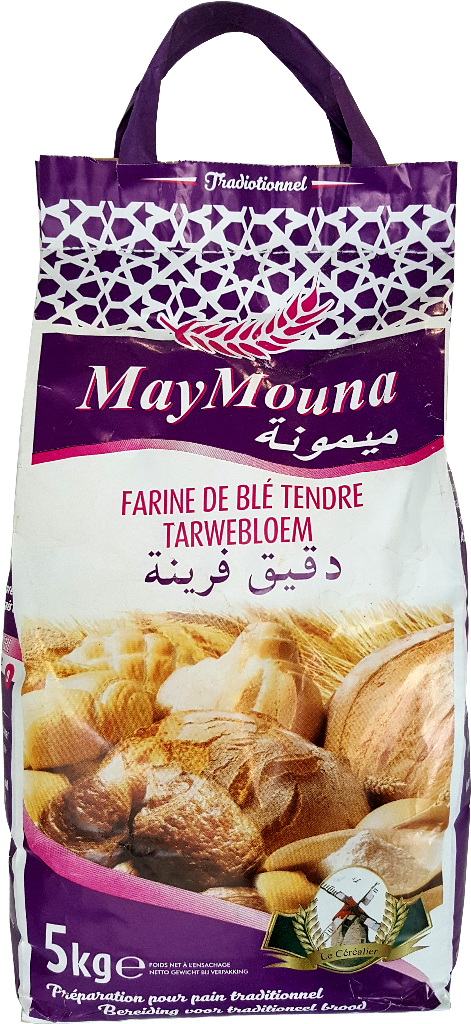 Tradiotionnel
MayMouna
ميمونة
FARINE DE BLÉ TENDRE
TARWEBLOEM
دقيق فرينة
Le Céréalier
5kg e
POIDS NET À L'ENSACHAGE
NETTO GEWICHT BIJ VERPAKKING
Préparation pour pain traditionnel
Bereiding voor traditioneel brood